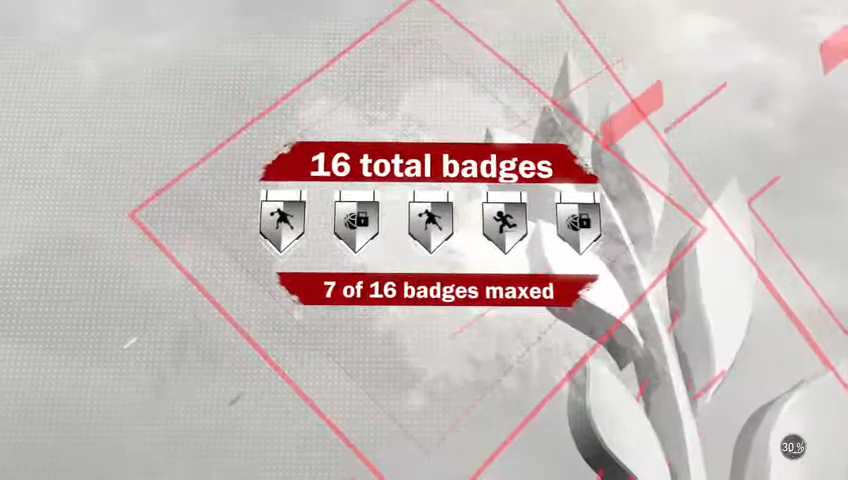 16 total badges
7 of 16 badges maxed
30 %